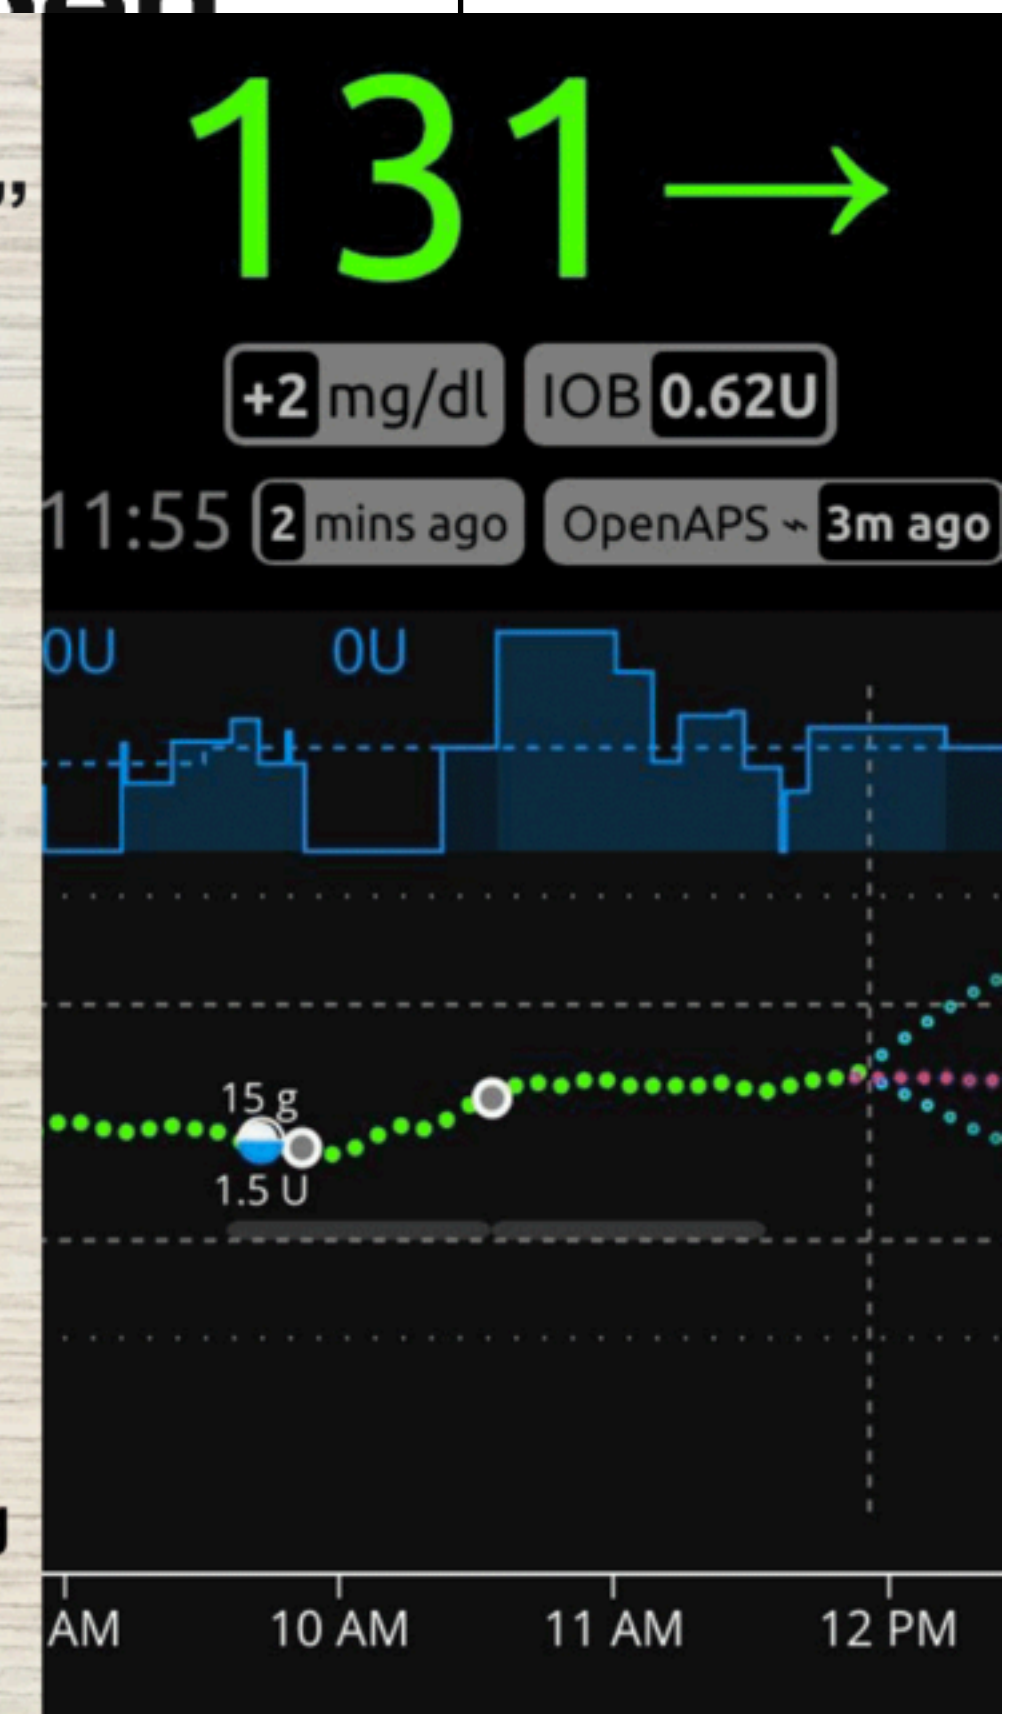 131→
+2 mg/dl IOB 0.62U
11:55 2 mins ago OpenAPS ⌁ 3m ago
0U 0U
15 g
1.5 U
AM 10 AM 11 AM 12 PM